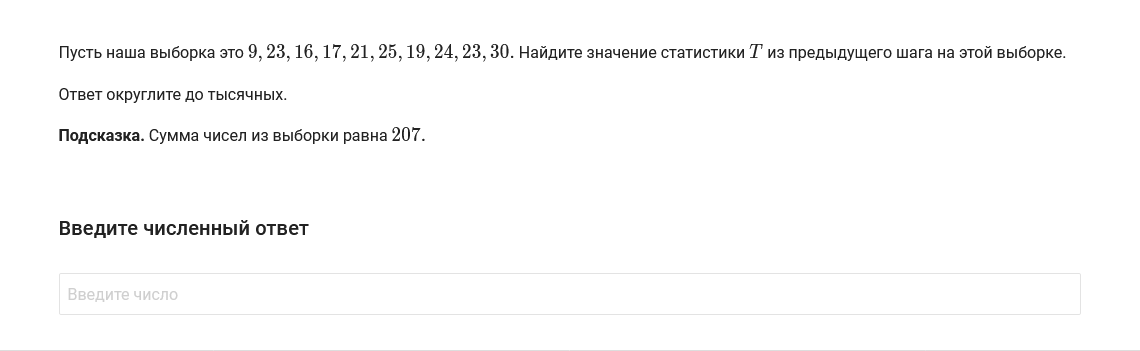 Пусть наша выборка это 9, 23, 16, 17, 21, 25, 19, 24, 23, 30. Найдите значение статистики T из предыдущего шага на этой выборке.
Ответ округлите до тысячных.
Подсказка. Сумма чисел из выборки равна 207.
Введите численный ответ
Введите число